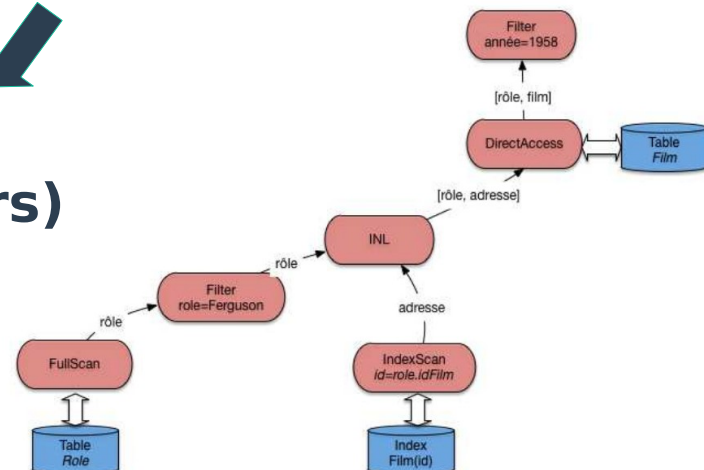 Filter
année=1958
[rôle, film]
DirectAccess
Table
Film
rs)
[rôle, adresse]
INL
rôle
Filter
role=Ferguson
adresse
rôle
FullScan
IndexScan
id=role.idFilm
Table
Role
Index
Film(id)